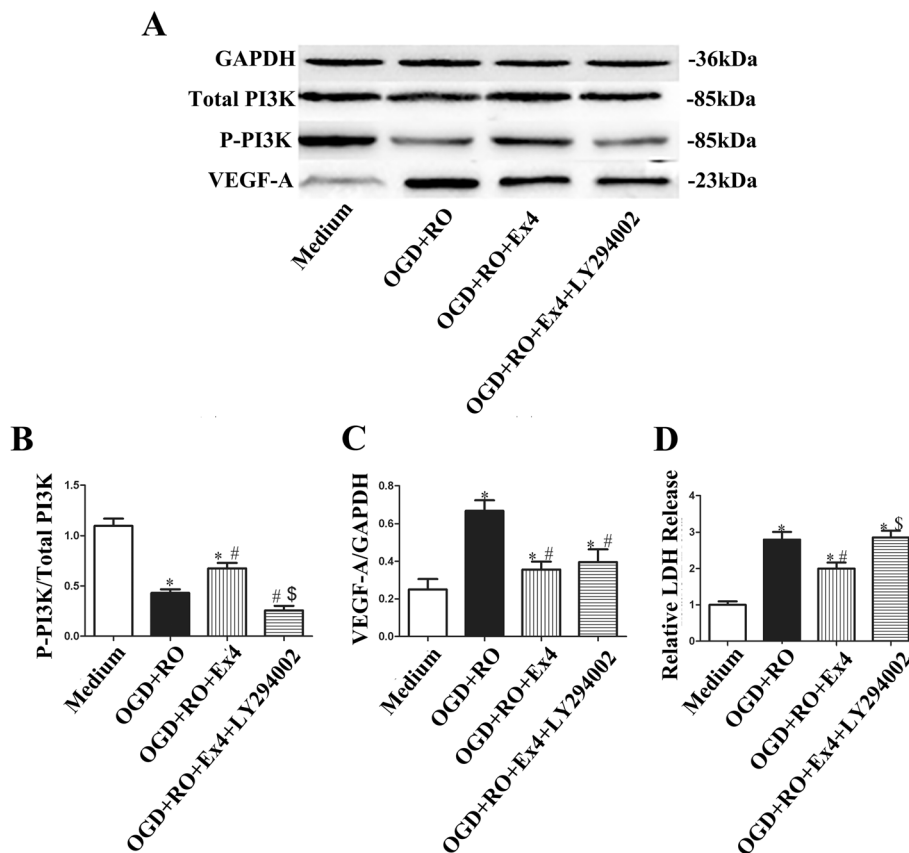 A
GAPDH -36kDa
Total PI3K -85kDa
P-PI3K -85kDa
VEGF-A -23kDa
Medium
OGD+RO
OGD+RO+Ex4
OGD+RO+Ex4+LY294002
B
P-PI3K/Total PI3K
1.5
1.0
0.5
0.0
*
* #
# $
Medium
OGD+RO
OGD+RO+Ex4
OGD+RO+Ex4+LY294002
C
VEGF-A/GAPDH
0.8
0.6
0.4
0.2
0.0
*
* #
* #
Medium
OGD+RO
OGD+RO+Ex4
OGD+RO+Ex4+LY294002
D
Relative LDH Release
4
3
2
1
0
*
* #
* $
Medium
OGD+RO
OGD+RO+Ex4
OGD+RO+Ex4+LY294002